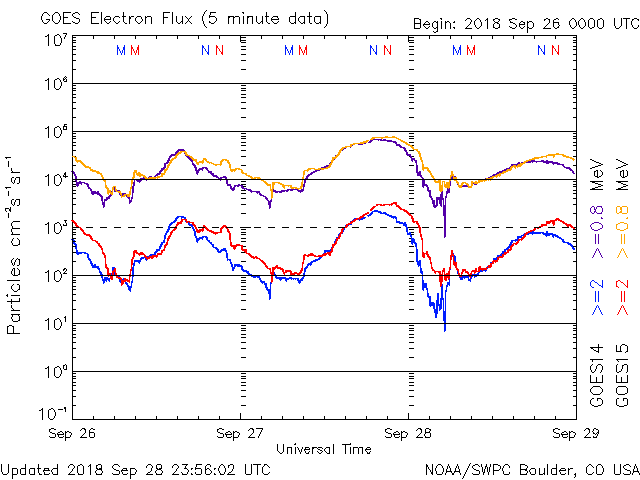 GOES Electron Flux (5 minute data)
Begin: 2018 Sep 26 0000 UTC
M M N N M M N N M M N N
10⁷
10⁶
10⁵
10⁴
10³
10²
10¹
10⁰
10⁻¹
Particles cm⁻²s⁻¹sr⁻¹
Sep 26 Sep 27 Sep 28 Sep 29
Universal Time
GOES14 >=2 >=0.8 MeV
GOES15 >=2 >=0.8 MeV
Updated 2018 Sep 28 23:56:02 UTC
NOAA/SWPC Boulder, CO USA